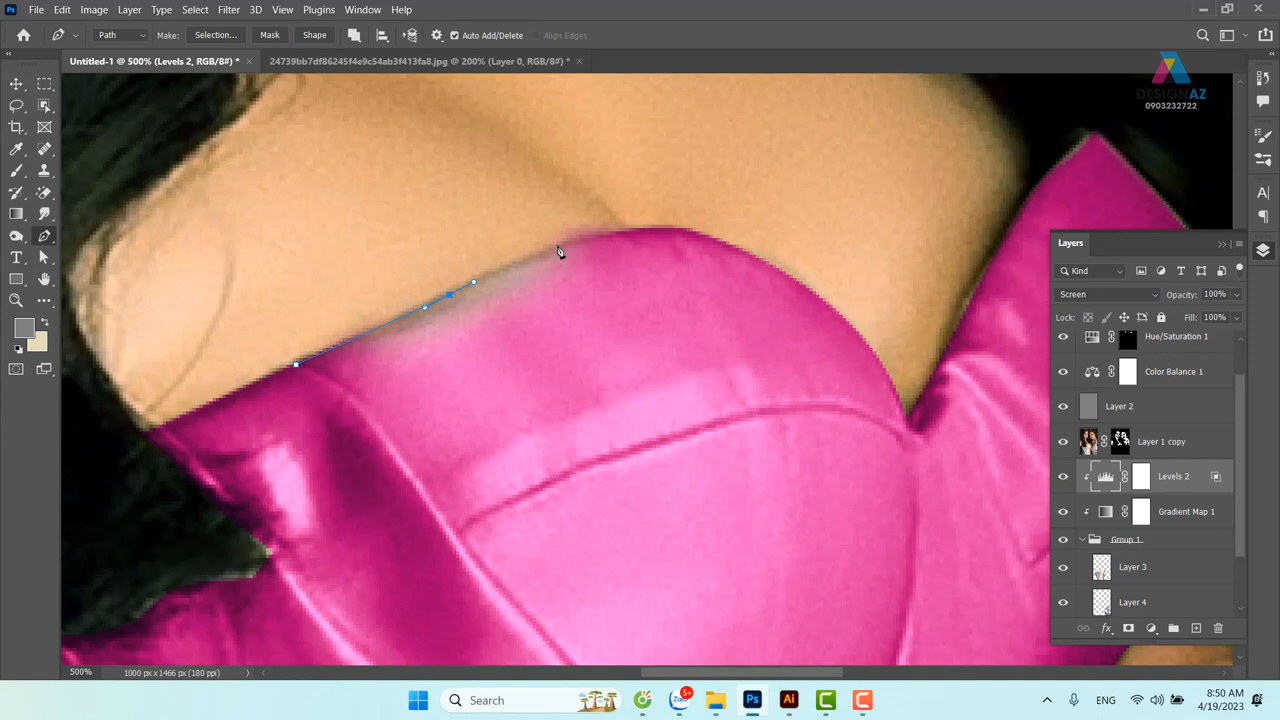 File Edit Image Layer Type Select Filter 3D View Plugins Window Help
Path Make: Selection... Mask Shape Auto Add/Delete Align Edges
Untitled-1 @ 500% (Levels 2, RGB/8#) * 24739bb7df86245f4e9c54ab3f413fa8.jpg @ 200% (Layer 0, RGB/8#) *
DESIGNAZ
0903232722
Layers
Kind
Screen Opacity: 100%
Lock: Fill: 100%
Hue/Saturation 1
Color Balance 1
Layer 2
Layer 1 copy
Levels 2
Gradient Map 1
Group 1
Layer 3
Layer 4
500% 1000 px x 1466 px (180 ppi)
Search
5+
ENG
8:50 AM
4/19/2023